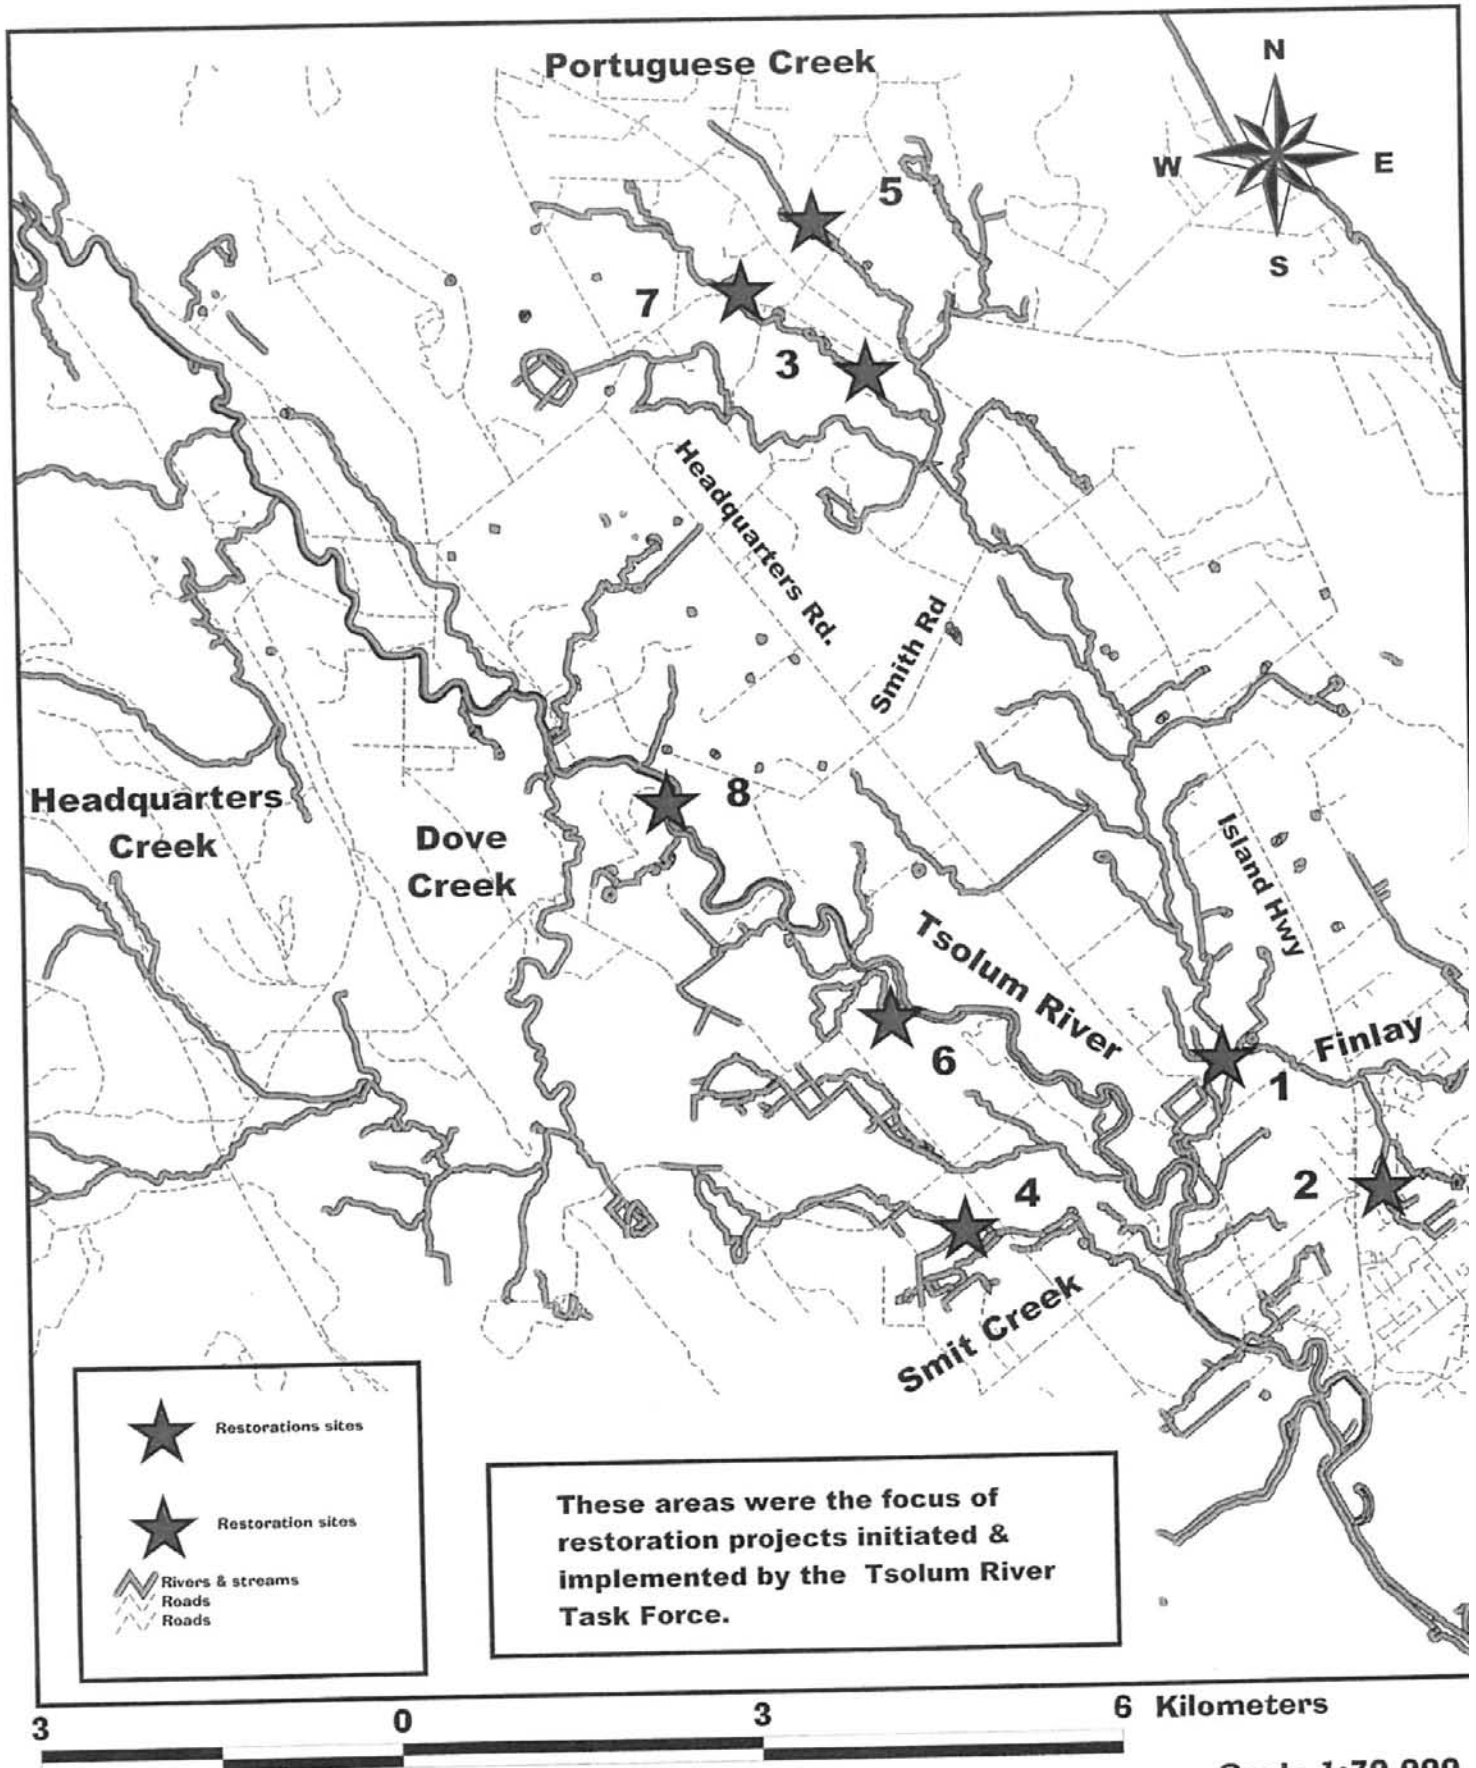 Portuguese Creek
N
W
E
S
5
7
3
Headquarters Rd.
Smith Rd
Headquarters
Creek
Dove
Creek
8
Island Hwy
Tsolum River
Finlay
6
1
2
4
Smit Creek
Restorations sites
Restoration sites
Rivers & streams
Roads
Roads
These areas were the focus of
restoration projects initiated &
implemented by the Tsolum River
Task Force.
3 0 3 6 Kilometers